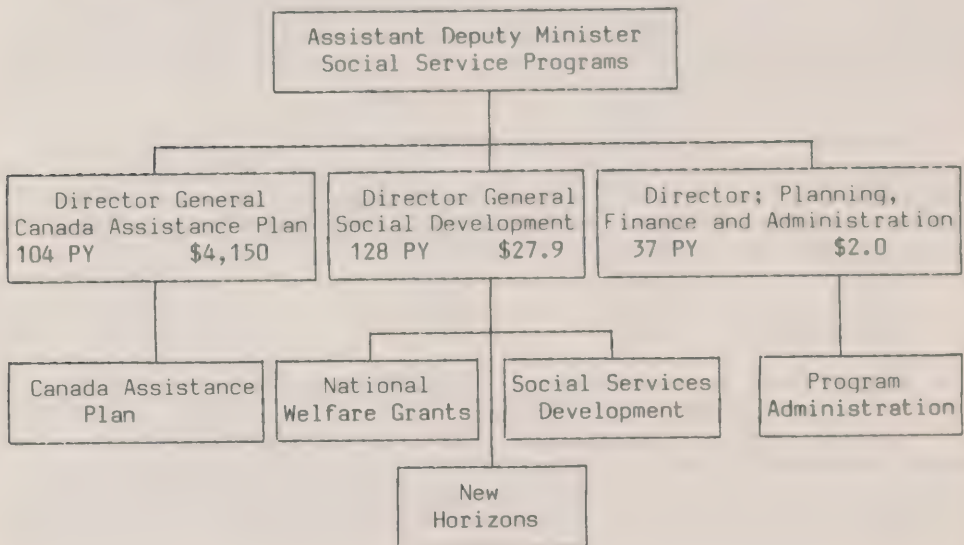 Assistant Deputy Minister
Social Service Programs
Director General
Canada Assistance Plan
104 PY $4,150
Director General
Social Development
128 PY $27.9
Director; Planning,
Finance and Administration
37 PY $2.0
Canada Assistance
Plan
National
Welfare Grants
Social Services
Development
Program
Administration
New
Horizons